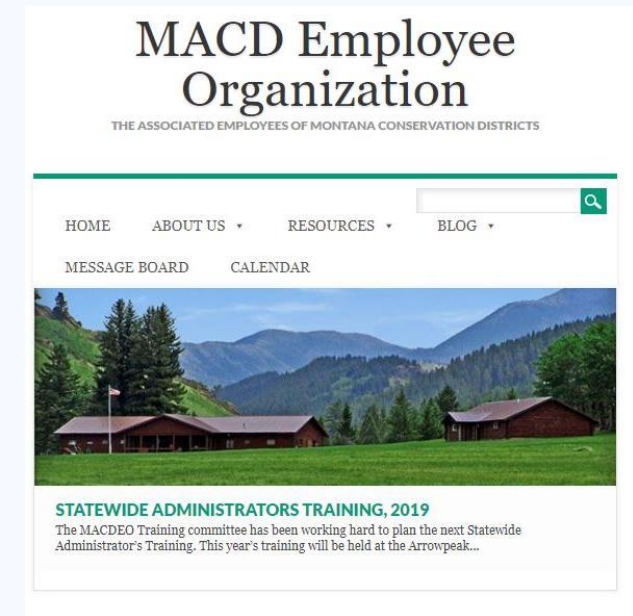 MACD Employee
Organization
THE ASSOCIATED EMPLOYEES OF MONTANA CONSERVATION DISTRICTS
HOME ABOUT US ▾ RESOURCES ▾ BLOG ▾
MESSAGE BOARD CALENDAR
STATEWIDE ADMINISTRATORS TRAINING, 2019
The MACDEO Training committee has been working hard to plan the next Statewide
Administrator's Training. This year's training will be held at the Arrowpeak...